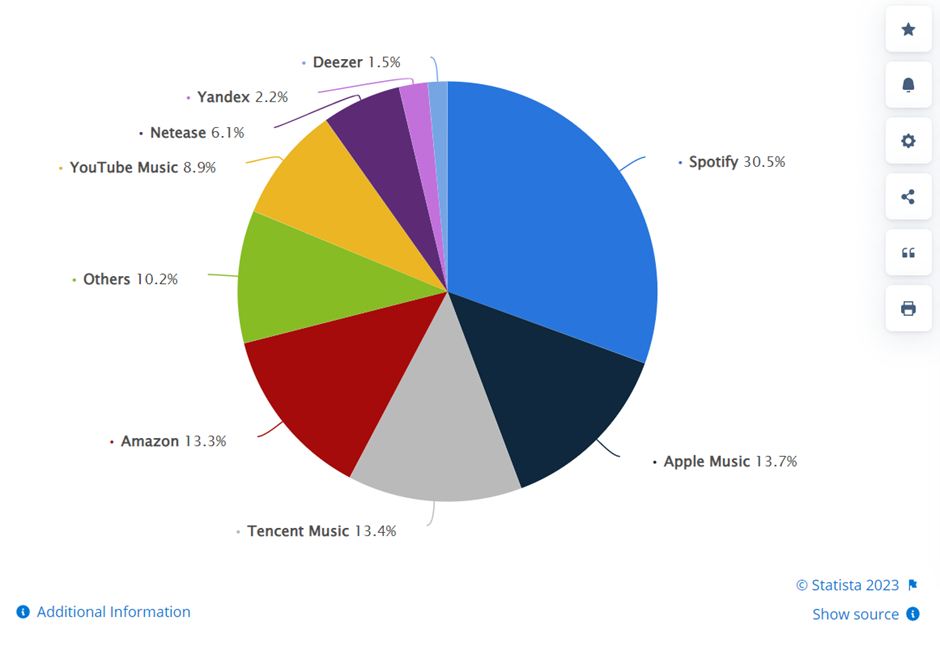 Deezer 1.5%
Yandex 2.2%
Netease 6.1%
YouTube Music 8.9%
Spotify 30.5%
Others 10.2%
Amazon 13.3%
Apple Music 13.7%
Tencent Music 13.4%
© Statista 2023
Additional Information
Show source